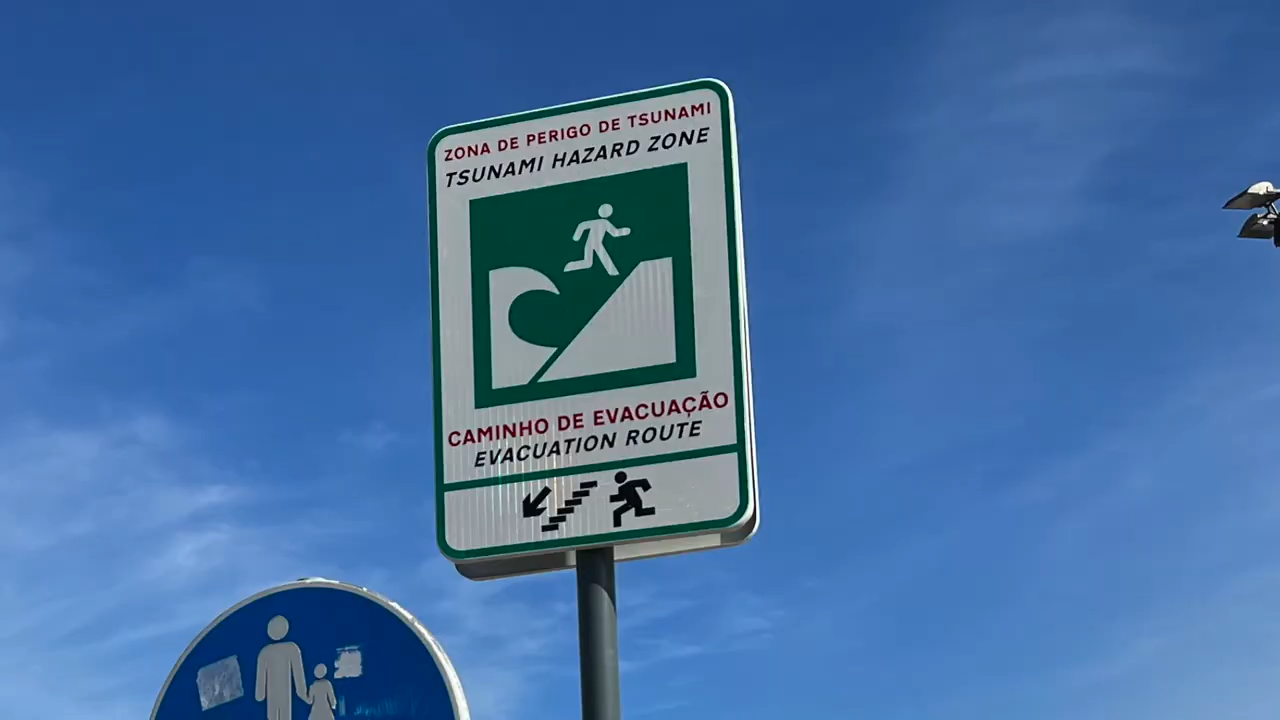 ZONA DE PERIGO DE TSUNAMI
TSUNAMI HAZARD ZONE
CAMINHO DE EVACUAÇÃO
EVACUATION ROUTE